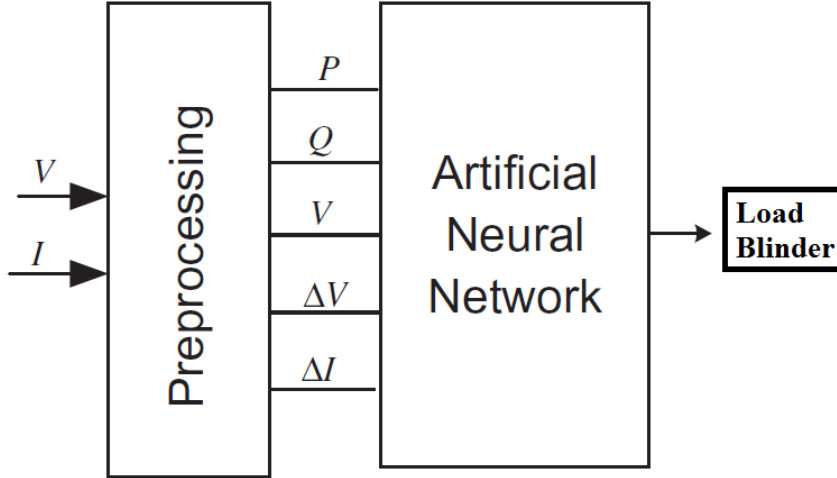 V
I
Preprocessing
P
Q
V
ΔV
ΔI
Artificial
Neural
Network
Load
Blinder